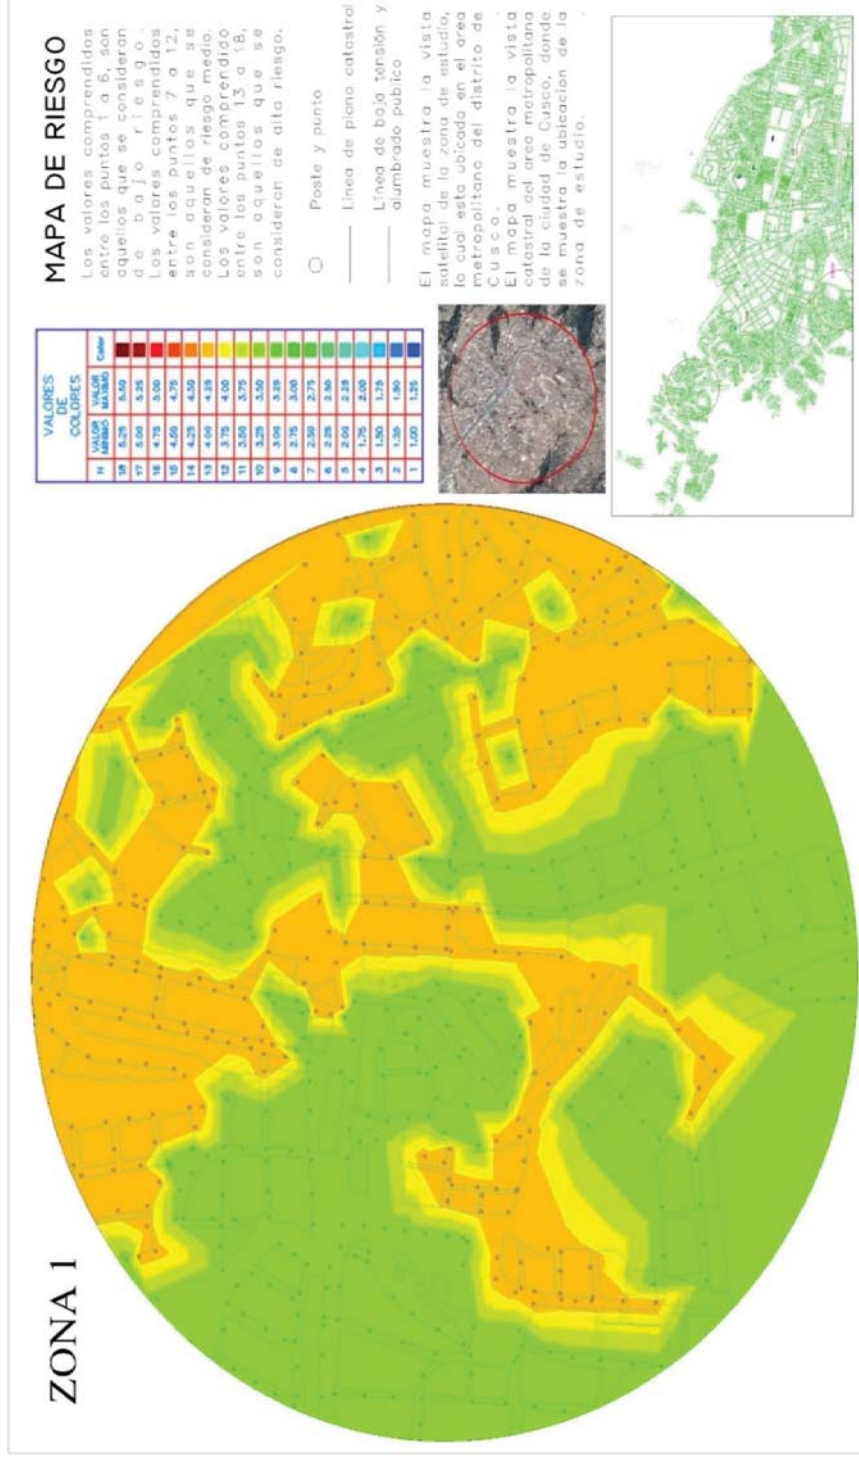 ZONA 1
VALORES
DE
COLORES
N VALOR MINIMO VALOR MAXIMO Color
18 5.25 5.50
17 5.00 5.25
16 4.75 5.00
15 4.50 4.75
14 4.25 4.50
13 4.00 4.25
12 3.75 4.00
11 3.50 3.75
10 3.25 3.50
9 3.00 3.25
8 2.75 3.00
7 2.50 2.75
6 2.25 2.50
5 2.00 2.25
4 1.75 2.00
3 1.50 1.75
2 1.25 1.50
1 1.00 1.25
MAPA DE RIESGO
Los valores comprendidos
entre los puntos 1 a 6, son
aquellos que se consideran
de bajo riesgo.
Los valores comprendidos
entre los puntos 7 a 12,
son aquellos que se
consideran de riesgo medio.
Los valores comprendido
entre los puntos 13 a 18,
son aquellos que se
consideran de alto riesgo.
Poste y punto
Linea de plano catastral
Línea de baja tensión y
alumbrado publico
El mapa muestra la vista
satelital de la zona de estudio,
la cual esta ubicada en el area
metropolitana del distrito de
Cusco.
El mapa muestra la vista
catastral del area metropolitana
de la ciudad de Cusco, donde
se muestra la ubicacion de la
zona de estudio.